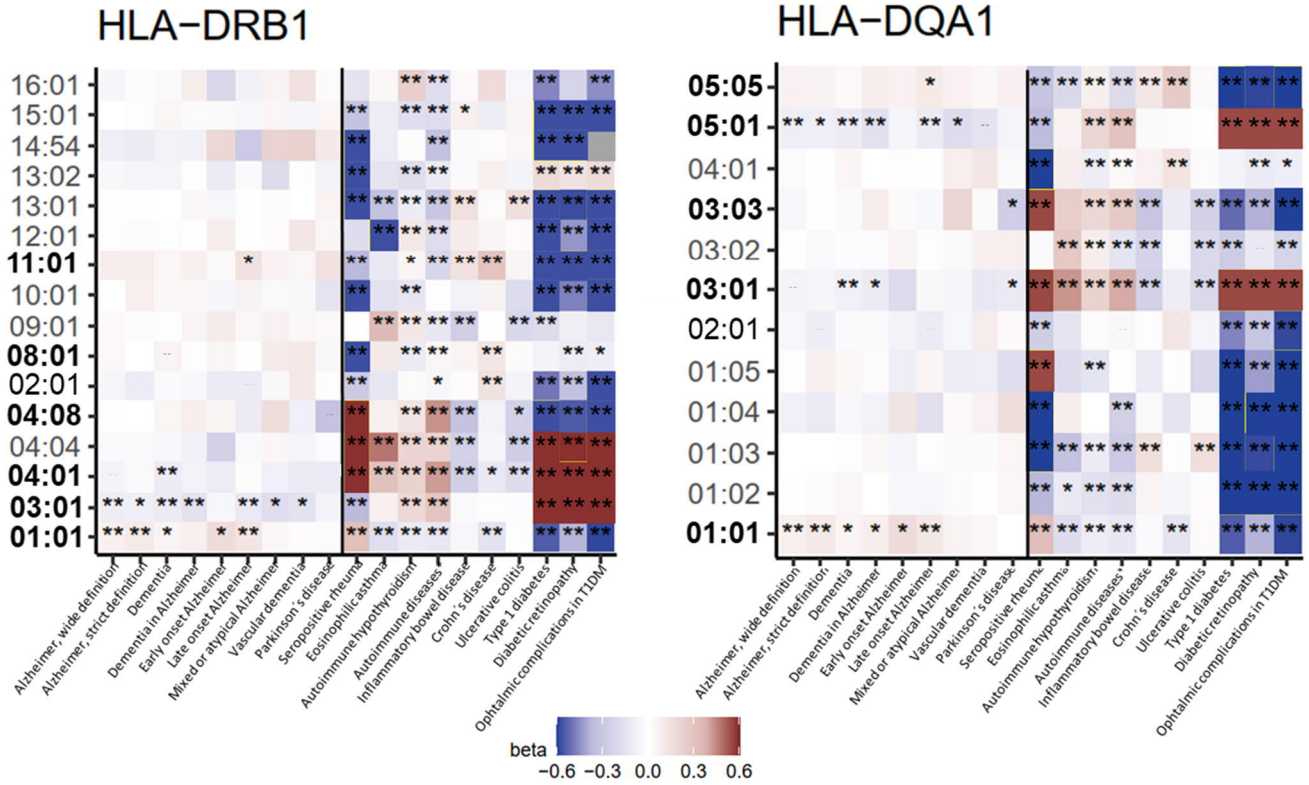 HLA−DRB1
16:01
15:01
14:54
13:02
13:01
12:01
11:01
10:01
09:01
08:01
02:01
04:08
04:04
04:01
03:01
01:01
Alzheimer, wide definition
Alzheimer, strict definition
Dementia
Dementia in Alzheimer
Early onset Alzheimer
Late onset Alzheimer
Mixed or atypical Alzheimer
Vascular dementia
Parkinson´s disease
Seropositive rheuma
Eosinophilic asthma
Autoimmune hypothyroidism
Autoimmune diseases
Inflammatory bowel disease
Crohn´s disease
Ulcerative colitis
Type 1 diabetes
Diabetic retinopathy
Ophtalmic complications in T1DM
HLA−DQA1
05:05
05:01
04:01
03:03
03:02
03:01
02:01
01:05
01:04
01:03
01:02
01:01
Alzheimer, wide definition
Alzheimer, strict definition
Dementia
Dementia in Alzheimer
Early onset Alzheimer
Late onset Alzheimer
Mixed or atypical Alzheimer
Vascular dementia
Parkinson´s disease
Seropositive rheuma
Eosinophilic asthma
Autoimmune hypothyroidism
Autoimmune diseases
Inflammatory bowel disease
Crohn´s disease
Ulcerative colitis
Type 1 diabetes
Diabetic retinopathy
Ophtalmic complications in T1DM
beta
−0.6 −0.3 0.0 0.3 0.6